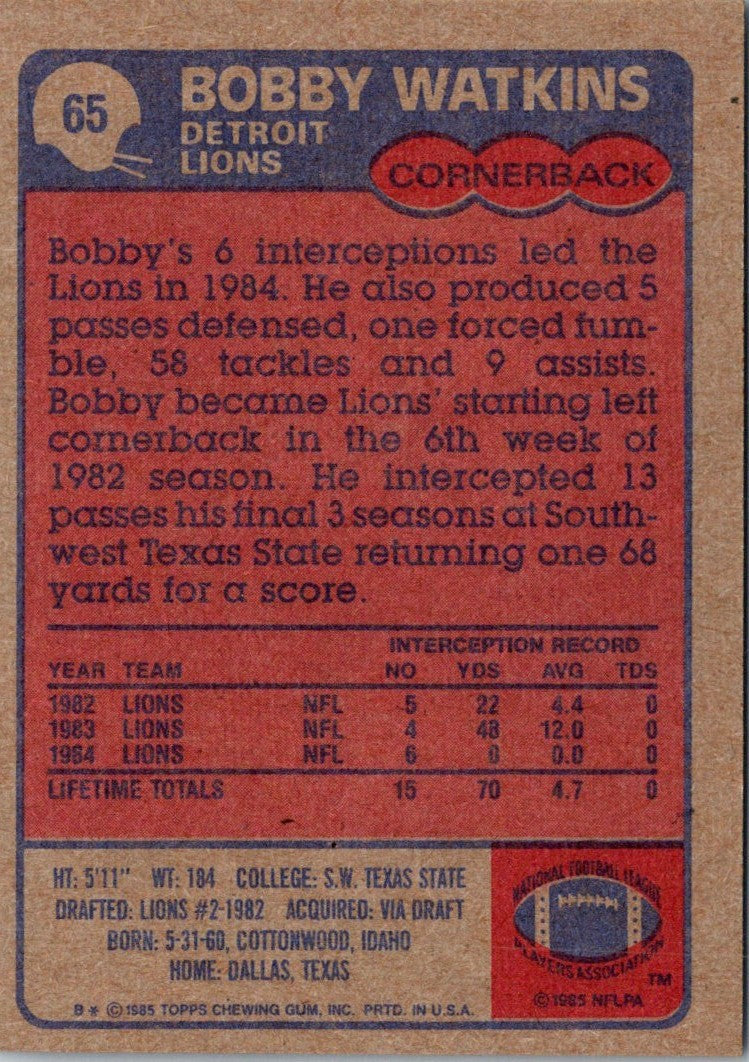 65
BOBBY WATKINS
DETROIT
LIONS
CORNERBACK
Bobby's 6 interceptions led the
Lions in 1984. He also produced 5
passes defensed, one forced fum-
ble, 58 tackles and 9 assists.
Bobby became Lions' starting left
cornerback in the 6th week of
1982 season. He intercepted 13
passes his final 3 seasons at South-
west Texas State returning one 68
yards for a score.
INTERCEPTION RECORD
YEAR TEAM NO YDS AVG TDS
1982 LIONS NFL 5 22 4.4 0
1983 LIONS NFL 4 48 12.0 0
1984 LIONS NFL 6 0 0.0 0
LIFETIME TOTALS 15 70 4.7 0
HT: 5'11" WT: 184 COLLEGE: S.W. TEXAS STATE
DRAFTED: LIONS #2-1982 ACQUIRED: VIA DRAFT
BORN: 5-31-60, COTTONWOOD, IDAHO
HOME: DALLAS, TEXAS
B * © 1985 TOPPS CHEWING GUM, INC. PRTD. IN U.S.A.
NATIONAL FOOTBALL LEAGUE
PLAYERS ASSOCIATION
TM
© 1985 NFLPA